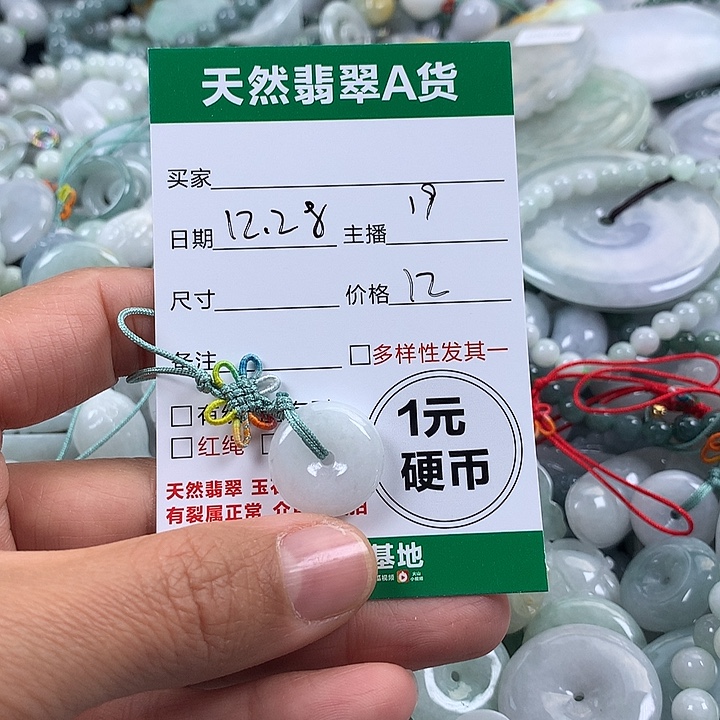 天然翡翠A货
买家
日期 12.28 主播 19
尺寸 价格 12
备注 □多样性发其一
□
□红绳 □
1元
硬币
天然翡翠 玉
有裂属正常
基地